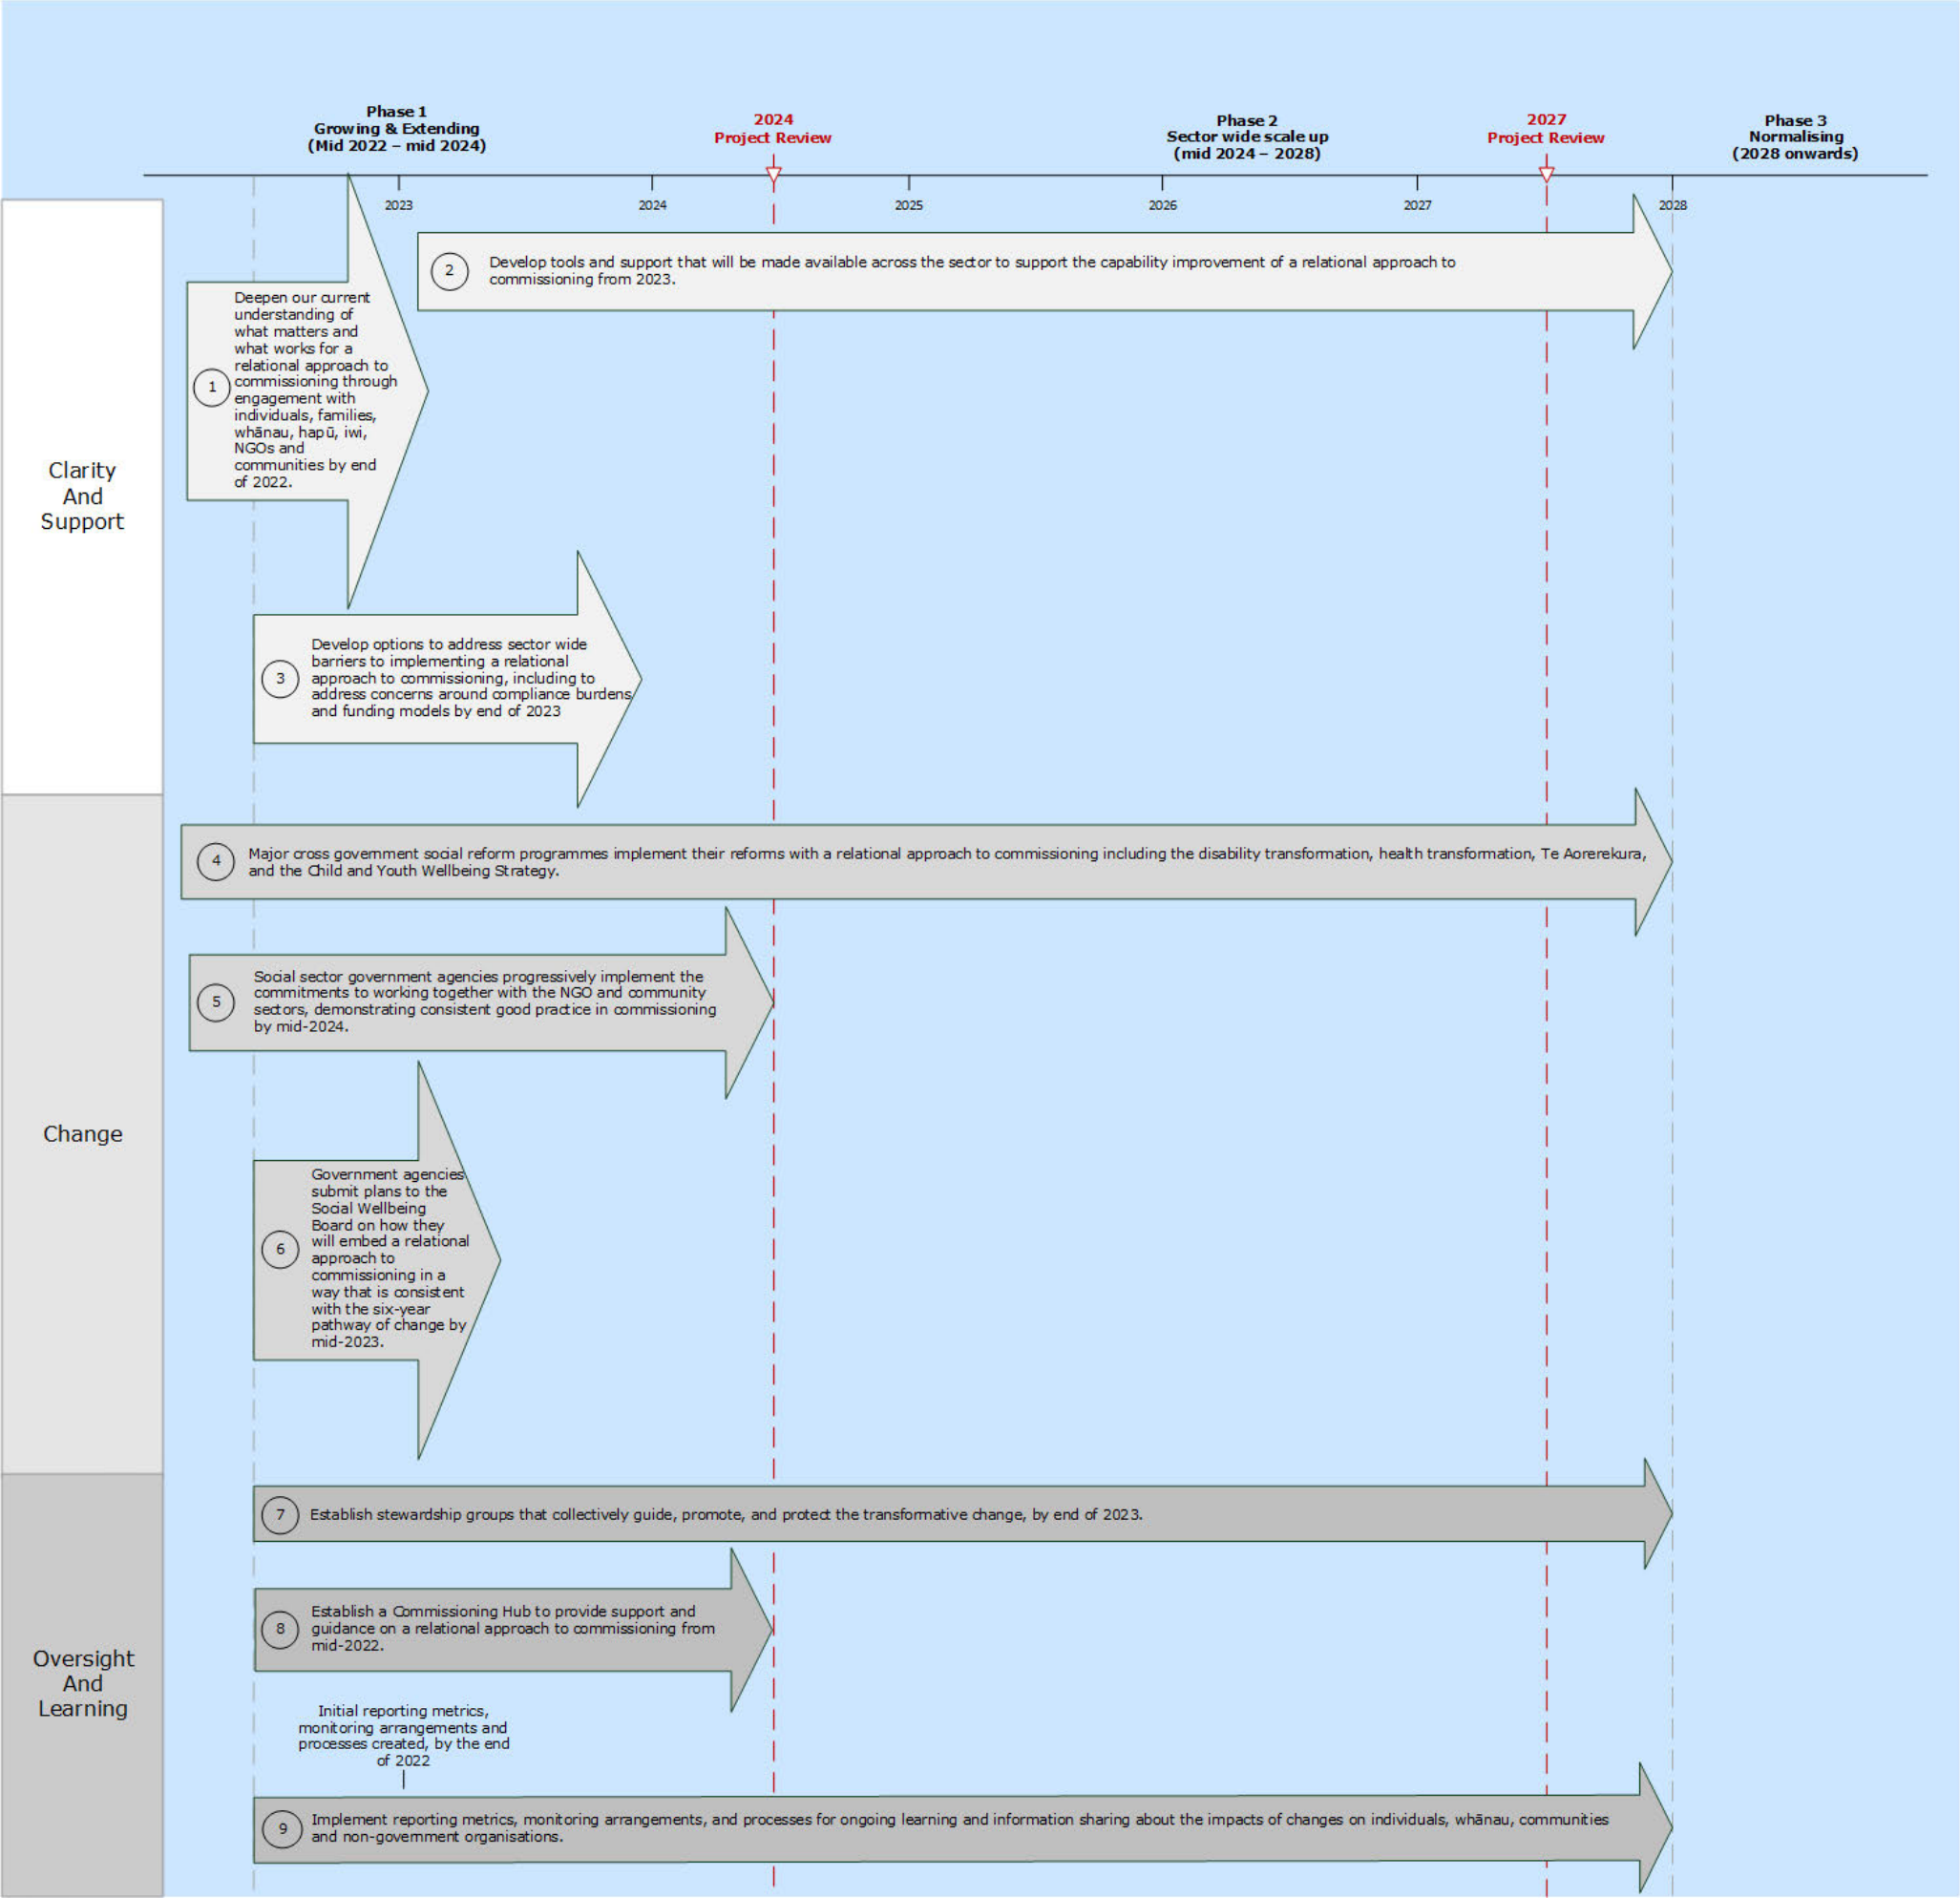 Phase 1
Growing & Extending
(Mid 2022 – mid 2024)
2024
Project Review
Phase 2
Sector wide scale up
(mid 2024 – 2028)
2027
Project Review
Phase 3
Normalising
(2028 onwards)
2023
2024
2025
2026
2027
2028
Clarity
And
Support
1
Deepen our current
understanding of
what matters and
what works for a
relational approach to
commissioning through
engagement with
individuals, families,
whānau, hapū, iwi,
NGOs and
communities by end
of 2022.
2
Develop tools and support that will be made available across the sector to support the capability improvement of a relational approach to
commissioning from 2023.
3
Develop options to address sector wide
barriers to implementing a relational
approach to commissioning, including to
address concerns around compliance burdens
and funding models by end of 2023
Change
4
Major cross government social reform programmes implement their reforms with a relational approach to commissioning including the disability transformation, health transformation, Te Aorerekura,
and the Child and Youth Wellbeing Strategy.
5
Social sector government agencies progressively implement the
commitments to working together with the NGO and community
sectors, demonstrating consistent good practice in commissioning
by mid-2024.
6
Government agencies
submit plans to the
Social Wellbeing
Board on how they
will embed a relational
approach to
commissioning in a
way that is consistent
with the six-year
pathway of change by
mid-2023.
Oversight
And
Learning
7
Establish stewardship groups that collectively guide, promote, and protect the transformative change, by end of 2023.
8
Establish a Commissioning Hub to provide support and
guidance on a relational approach to commissioning from
mid-2022.
Initial reporting metrics,
monitoring arrangements and
processes created, by the end
of 2022
9
Implement reporting metrics, monitoring arrangements, and processes for ongoing learning and information sharing about the impacts of changes on individuals, whānau, communities
and non-government organisations.